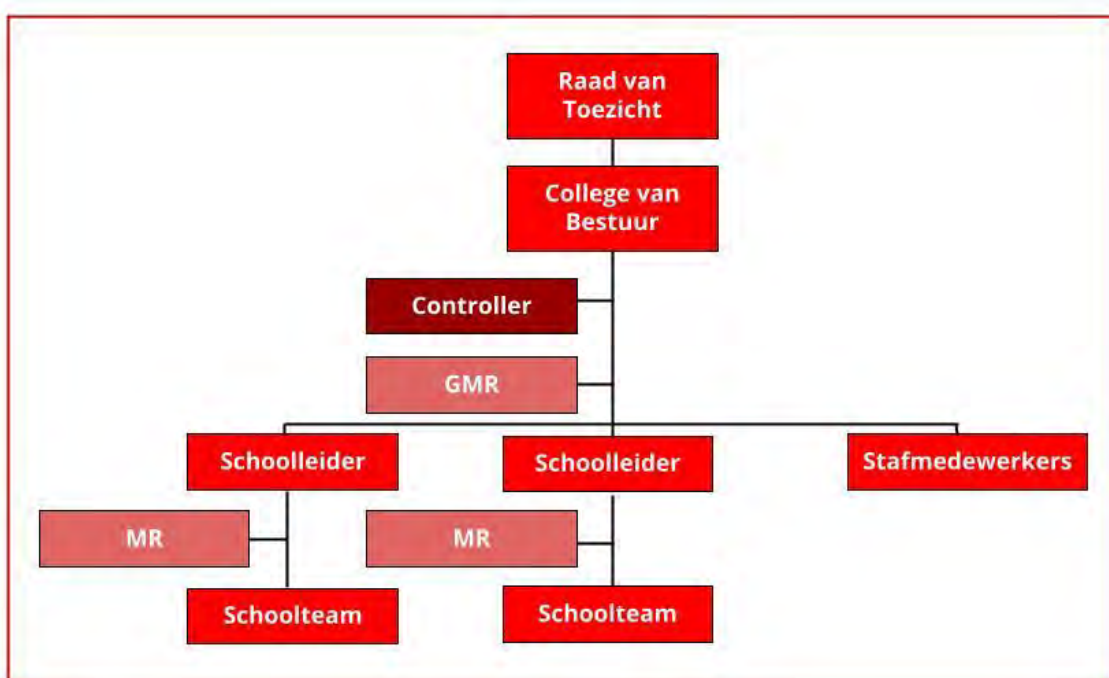 Raad van
Toezicht
College van
Bestuur
Controller
GMR
Schoolleider
Schoolleider
Stafmedewerkers
MR
MR
Schoolteam
Schoolteam